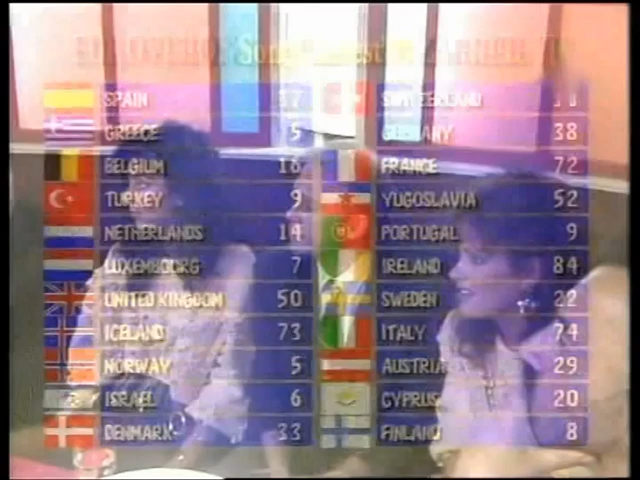 Song
SPAIN SWITZERLAND
GREECE 5 GERMANY 38
BELGIUM 16 FRANCE 72
TURKEY 9 YUGOSLAVIA 52
NETHERLANDS 14 PORTUGAL 9
LUXEMBOURG 7 IRELAND 84
UNITED KINGDOM 50 SWEDEN 22
ICELAND 73 ITALY 74
NORWAY 5 AUSTRIA 29
ISRAEL 6 CYPRUS 20
DENMARK 33 FINLAND 8